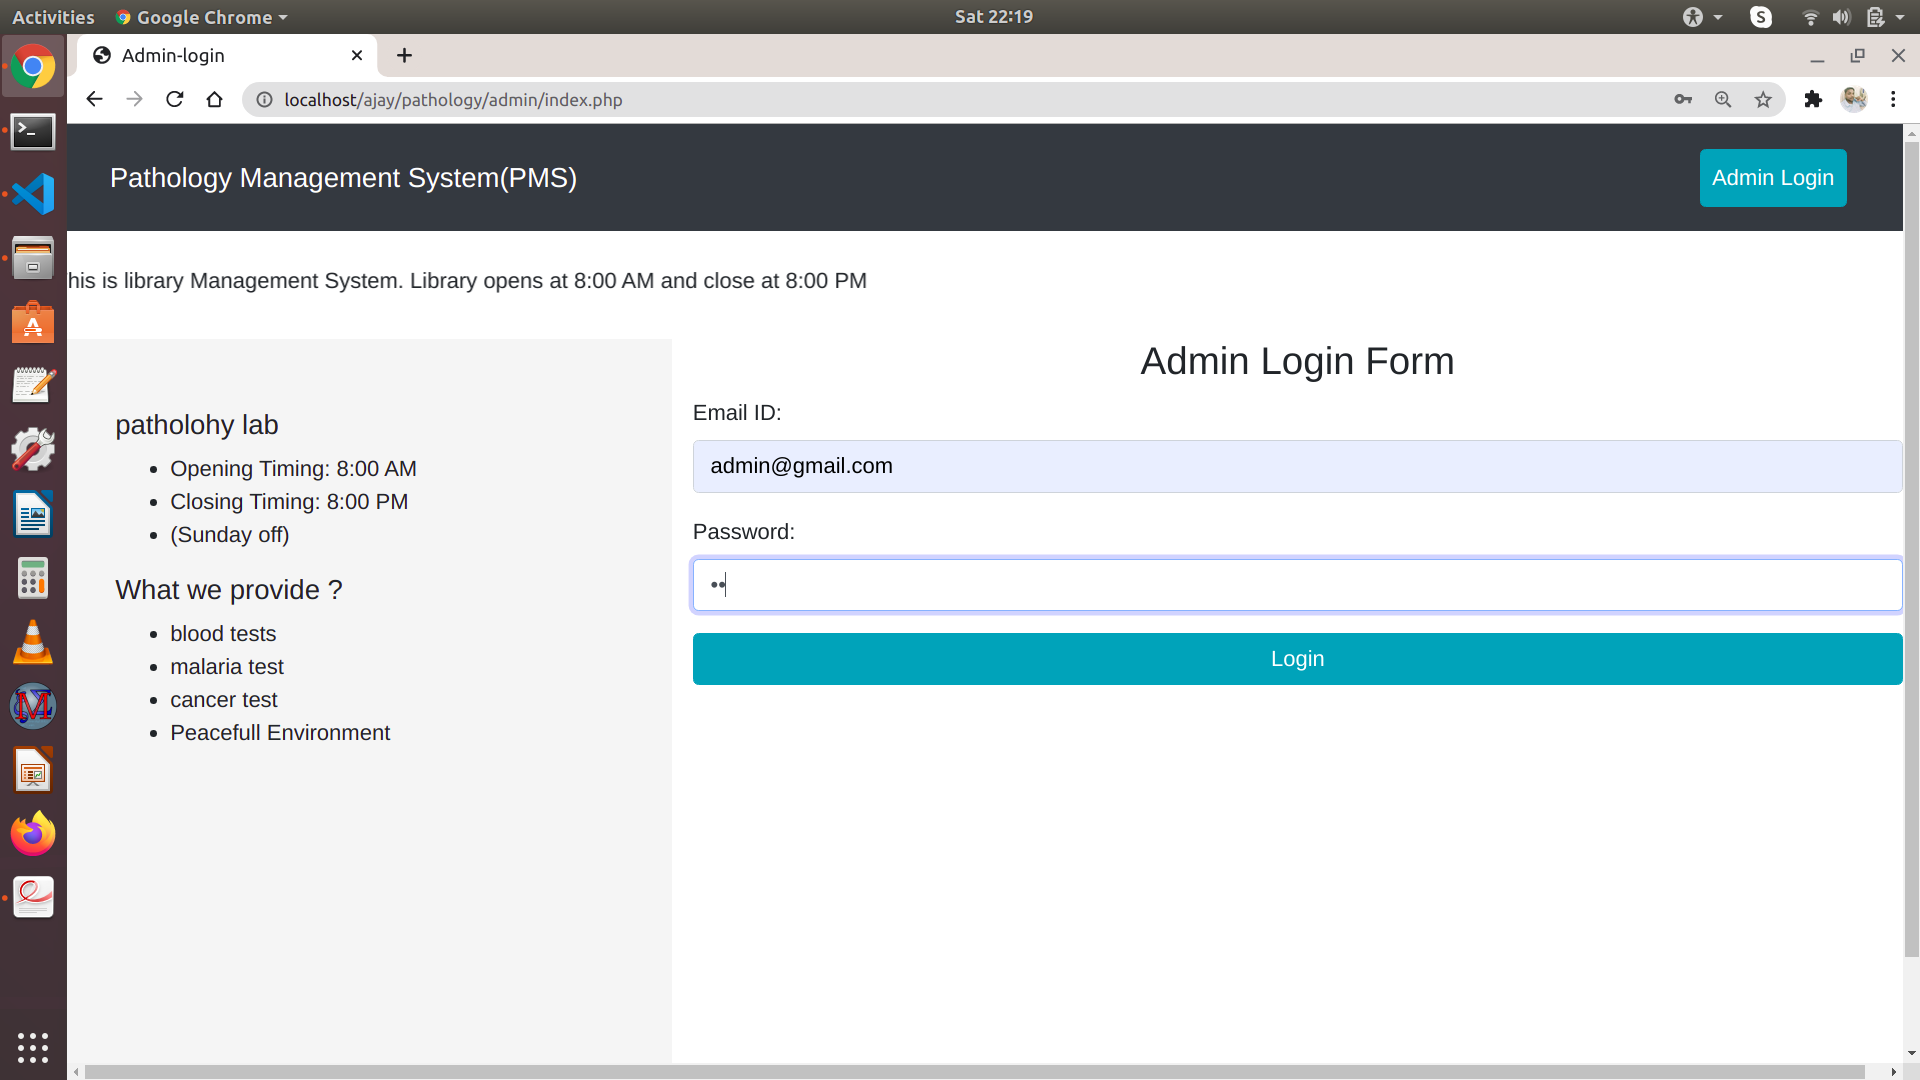 Activities Google Chrome Sat 22:19
Admin-login
localhost/ajay/pathology/admin/index.php
Pathology Management System(PMS) Admin Login
his is library Management System. Library opens at 8:00 AM and close at 8:00 PM
Admin Login Form
Email ID:
admin@gmail.com
Password:
••
Login
patholohy lab
• Opening Timing: 8:00 AM
• Closing Timing: 8:00 PM
• (Sunday off)
What we provide ?
• blood tests
• malaria test
• cancer test
• Peacefull Environment